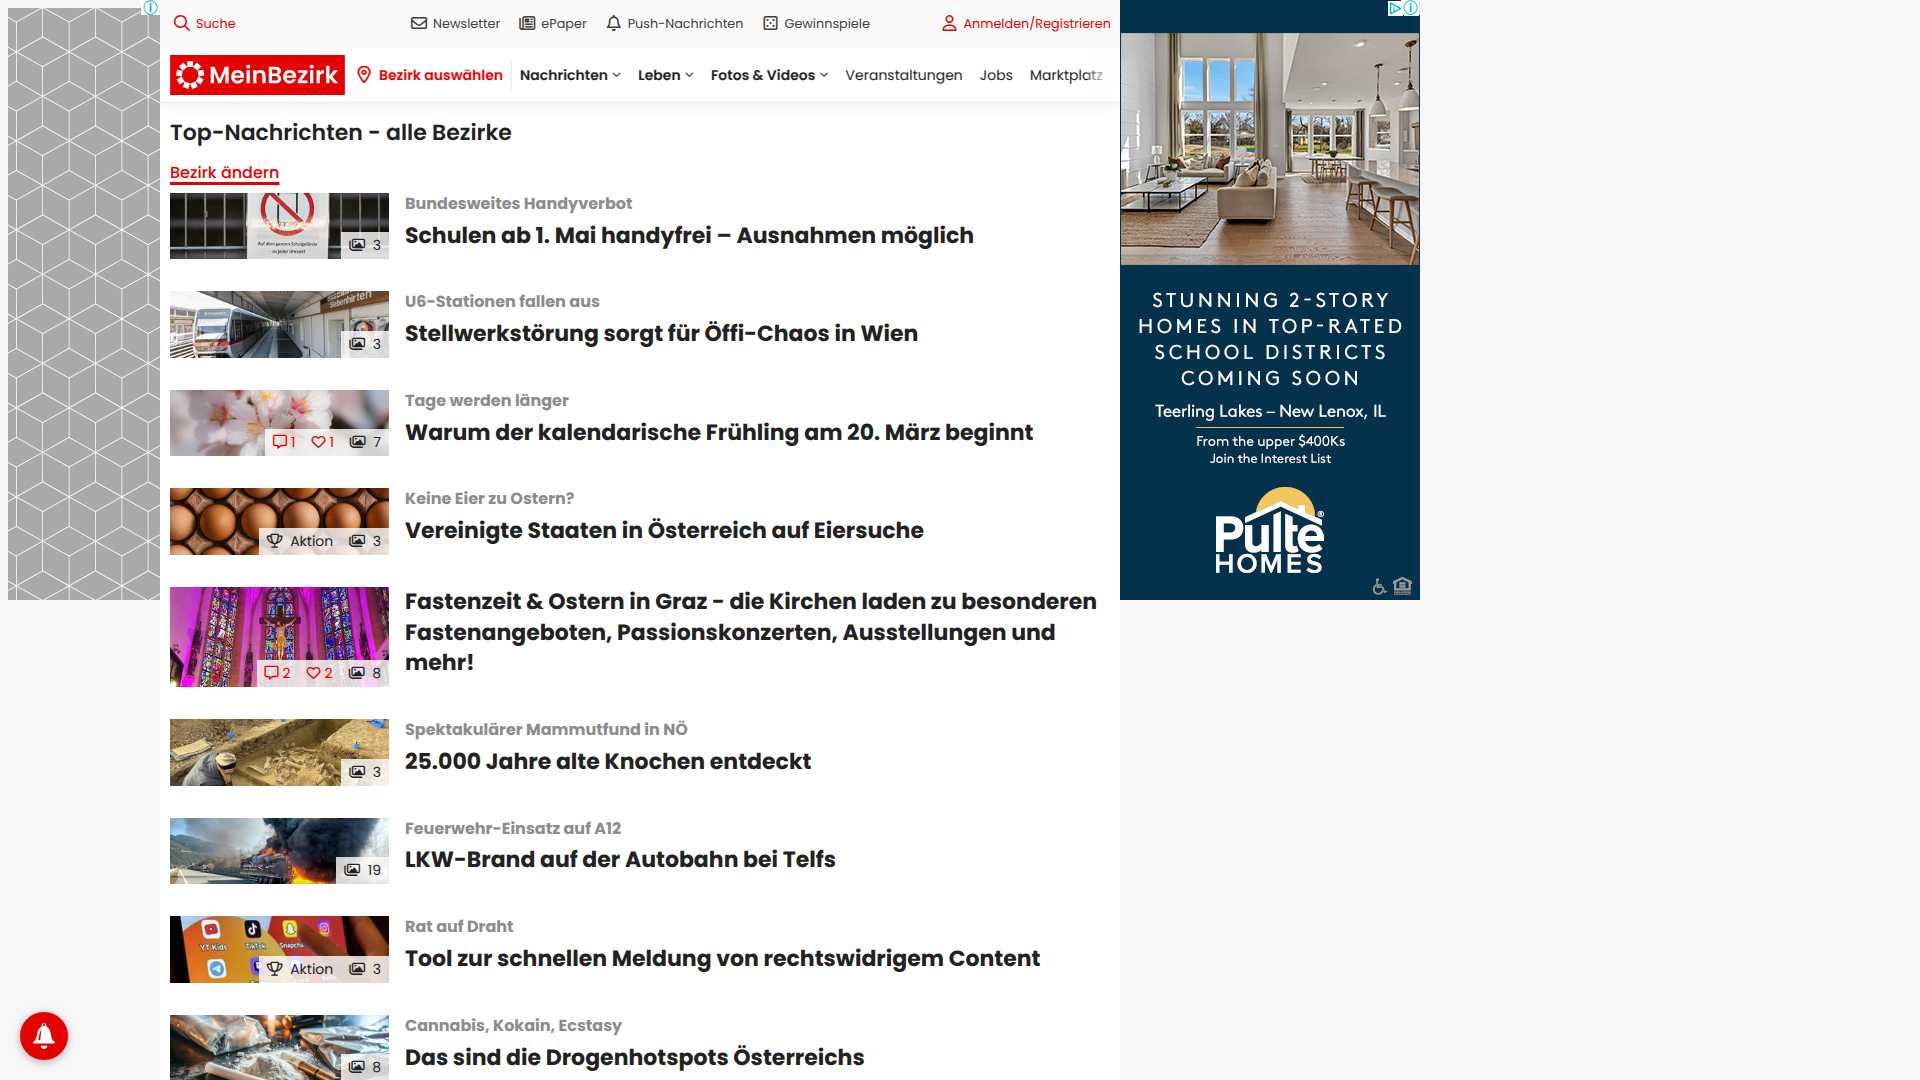 Suche
Newsletter
ePaper
Push-Nachrichten
Gewinnspiele
Anmelden/Registrieren
MeinBezirk
Bezirk auswählen
Nachrichten
Leben
Fotos & Videos
Veranstaltungen
Jobs
Marktplatz
Top-Nachrichten - alle Bezirke
Bezirk ändern
3
Bundesweites Handyverbot
Schulen ab 1. Mai handyfrei – Ausnahmen möglich
Siebenhirten
3
U6-Stationen fallen aus
Stellwerkstörung sorgt für Öffi-Chaos in Wien
1
1
7
Tage werden länger
Warum der kalendarische Frühling am 20. März beginnt
Aktion
3
Keine Eier zu Ostern?
Vereinigte Staaten in Österreich auf Eiersuche
2
2
8
Fastenzeit & Ostern in Graz - die Kirchen laden zu besonderen
Fastenangeboten, Passionskonzerten, Ausstellungen und
mehr!
3
Spektakulärer Mammutfund in NÖ
25.000 Jahre alte Knochen entdeckt
19
Feuerwehr-Einsatz auf A12
LKW-Brand auf der Autobahn bei Telfs
YT Kids
TikTok
Snapcha
Aktion
3
Rat auf Draht
Tool zur schnellen Meldung von rechtswidrigem Content
8
Cannabis, Kokain, Ecstasy
Das sind die Drogenhotspots Österreichs
STUNNING 2-STORY
HOMES IN TOP-RATED
SCHOOL DISTRICTS
COMING SOON
Teerling Lakes – New Lenox, IL
From the upper $400Ks
Join the Interest List
Pulte®
HOMES